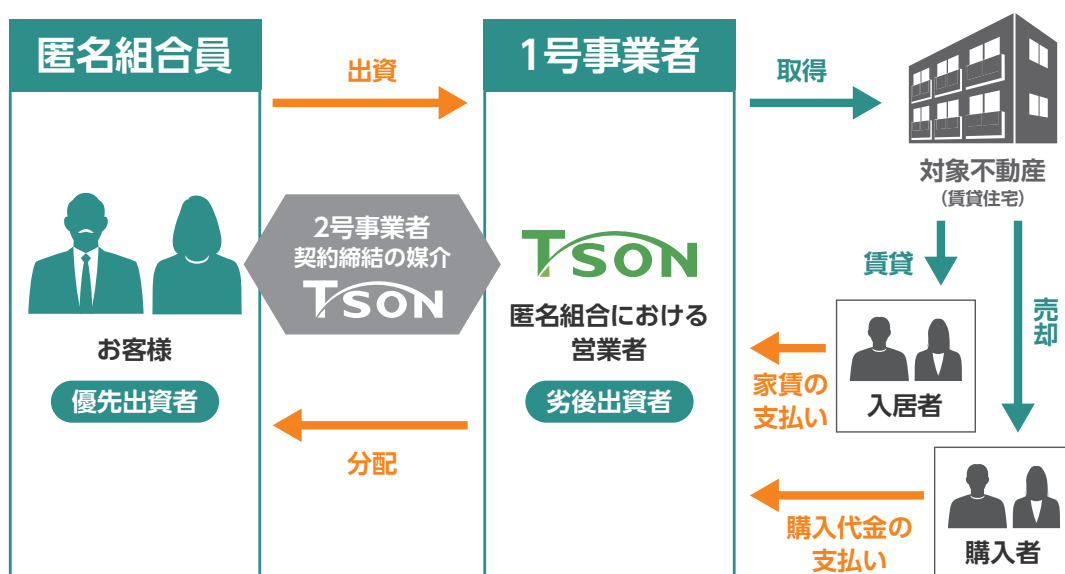 匿名組合員
出資
1号事業者
取得
対象不動産
(賃貸住宅)
2号事業者
契約締結の媒介
TSON
TSON
匿名組合における
営業者
劣後出資者
お客様
優先出資者
分配
賃貸
売却
入居者
家賃の
支払い
購入者
購入代金の
支払い